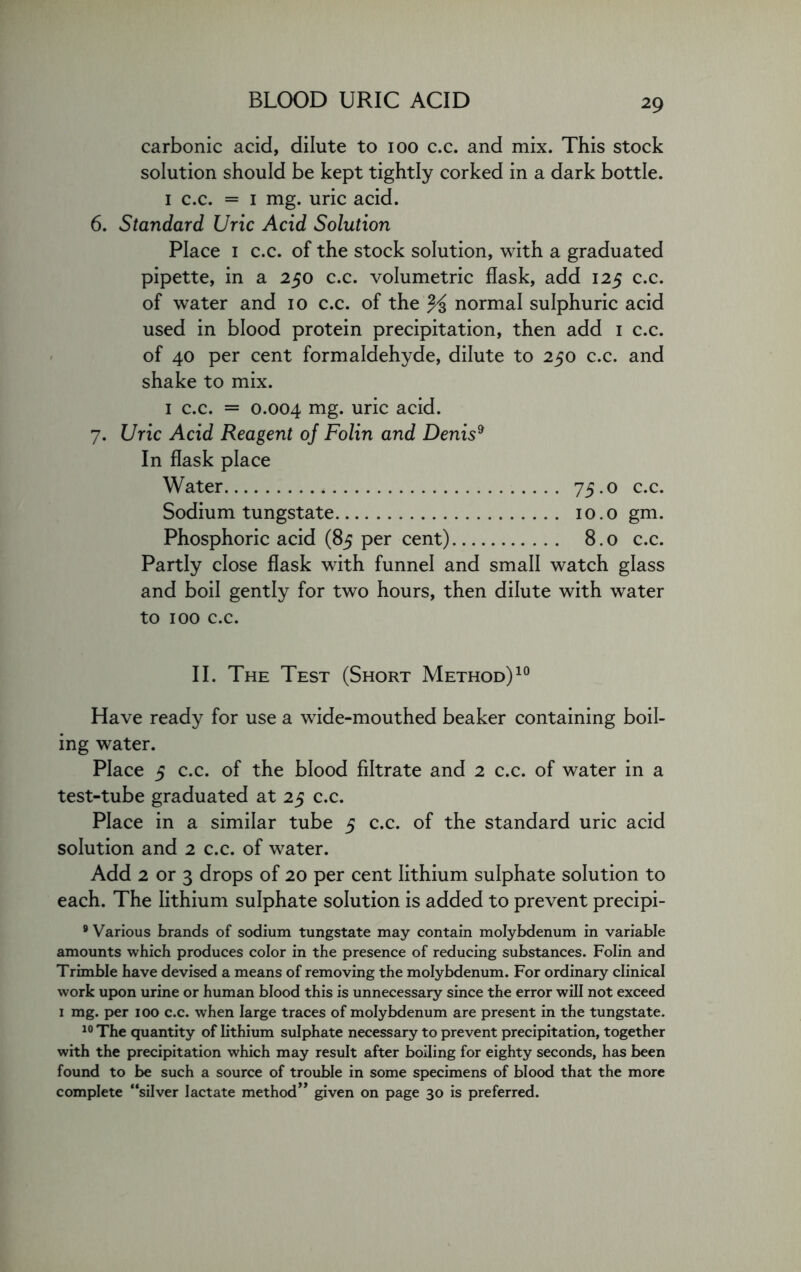 BLOOD URIC ACID 29
carbonic acid, dilute to 100 c.c. and mix. This stock
solution should be kept tightly corked in a dark bottle.
1 c.c. = 1 mg. uric acid.
6. Standard Uric Acid Solution
Place 1 c.c. of the stock solution, with a graduated
pipette, in a 250 c.c. volumetric flask, add 125 c.c.
of water and 10 c.c. of the ⅔ normal sulphuric acid
used in blood protein precipitation, then add 1 c.c.
of 40 per cent formaldehyde, dilute to 250 c.c. and
shake to mix.
1 c.c. = 0.004 mg. uric acid.
7. Uric Acid Reagent of Folin and Denis⁹
In flask place
Water.................................. 75.0 c.c.
Sodium tungstate....................... 10.0 gm.
Phosphoric acid (85 per cent)........... 8.0 c.c.
Partly close flask with funnel and small watch glass
and boil gently for two hours, then dilute with water
to 100 c.c.
II. The Test (Short Method)¹⁰
Have ready for use a wide-mouthed beaker containing boil-
ing water.
Place 5 c.c. of the blood filtrate and 2 c.c. of water in a
test-tube graduated at 25 c.c.
Place in a similar tube 5 c.c. of the standard uric acid
solution and 2 c.c. of water.
Add 2 or 3 drops of 20 per cent lithium sulphate solution to
each. The lithium sulphate solution is added to prevent precipi-
⁹ Various brands of sodium tungstate may contain molybdenum in variable
amounts which produces color in the presence of reducing substances. Folin and
Trimble have devised a means of removing the molybdenum. For ordinary clinical
work upon urine or human blood this is unnecessary since the error will not exceed
1 mg. per 100 c.c. when large traces of molybdenum are present in the tungstate.
¹⁰ The quantity of lithium sulphate necessary to prevent precipitation, together
with the precipitation which may result after boiling for eighty seconds, has been
found to be such a source of trouble in some specimens of blood that the more
complete “silver lactate method” given on page 30 is preferred.